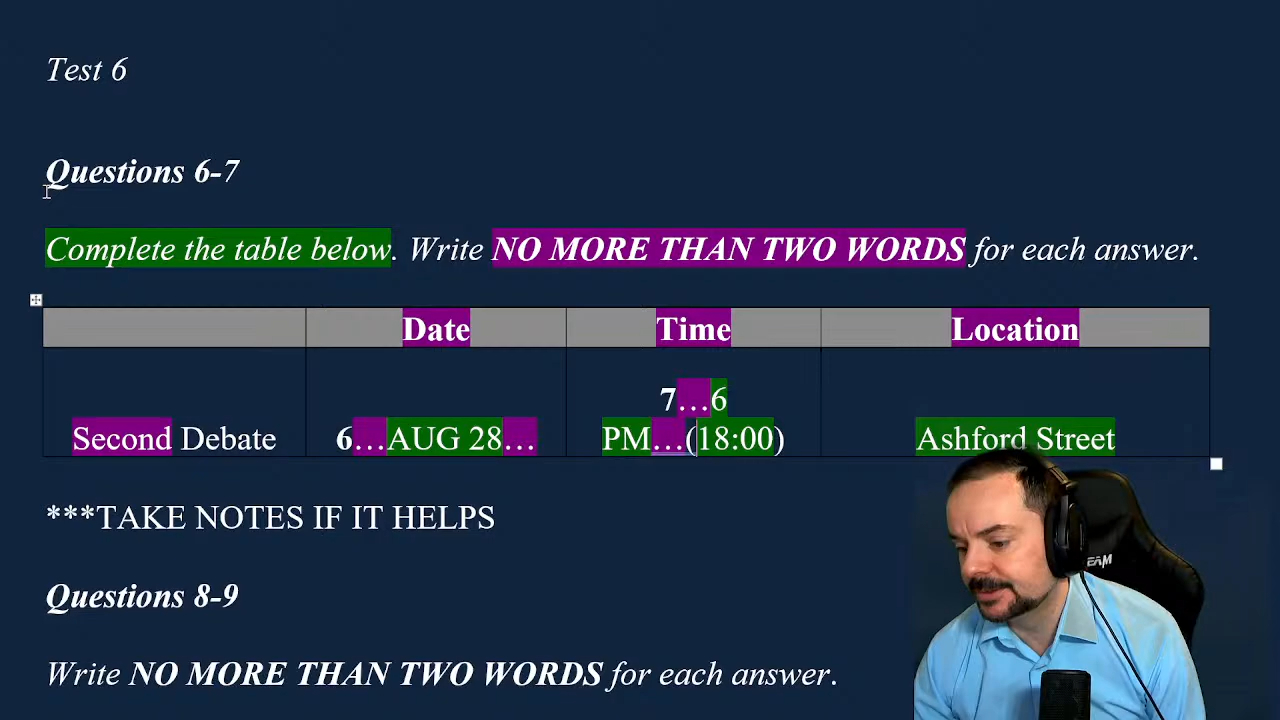 Test 6
Questions 6-7
Complete the table below. Write NO MORE THAN TWO WORDS for each answer.
Date Time Location
7…6
Second Debate 6…AUG 28… PM…(18:00) Ashford Street
***TAKE NOTES IF IT HELPS
Questions 8-9
Write NO MORE THAN TWO WORDS for each answer.